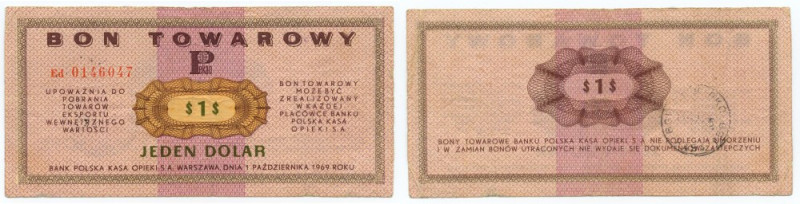 BON TOWAROWY
Ed 0146047
UPOWAŻNIA DO
POBRANIA
TOWARÓW
EKSPORTU
WEWNĘTRZNEGO
WARTOŚCI
$1$
BON TOWAROWY
MOŻE BYĆ
ZREALIZOWANY
W KAŻDEJ
PLACÓWCE BANKU
POLSKA KASA
OPIEKI S A
JEDEN DOLAR
BANK POLSKA KASA OPIEKI S A WARSZAWA, DNIA 1 PAŹDZIERNIKA 1969 ROKU
$1$
BONY TOWAROWE BANKU POLSKA KASA OPIEKI S A NIE PODLEGAJĄ UMORZENIU
I W ZAMIAN BONÓW UTRACONYCH NIE WYDAJE SIĘ DOKUMENTÓW ZASTĘPCZYCH